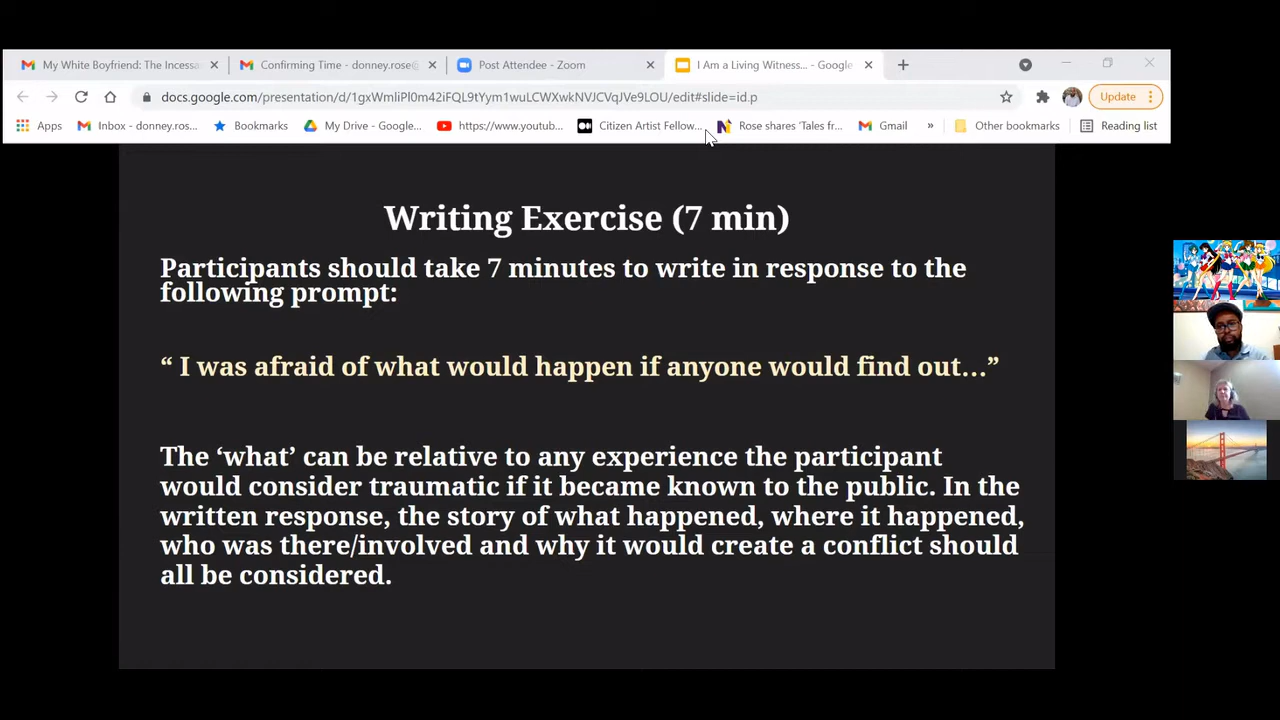 My White Boyfriend: The Incessa
Confirming Time - donney.rose@
Post Attendee - Zoom
I Am a Living Witness... - Google
docs.google.com/presentation/d/1gxWmliPl0m42iFQL9tYym1wuLCWXwkNVJCVqJVe9LOU/edit#slide=id.p
Update
Apps
Inbox - donney.ros...
Bookmarks
My Drive - Google...
https://www.youtub...
Citizen Artist Fellow...
Rose shares 'Tales fr...
Gmail
»
Other bookmarks
Reading list
Writing Exercise (7 min)
Participants should take 7 minutes to write in response to the
following prompt:
“ I was afraid of what would happen if anyone would find out…”
The ‘what’ can be relative to any experience the participant
would consider traumatic if it became known to the public. In the
written response, the story of what happened, where it happened,
who was there/involved and why it would create a conflict should
all be considered.